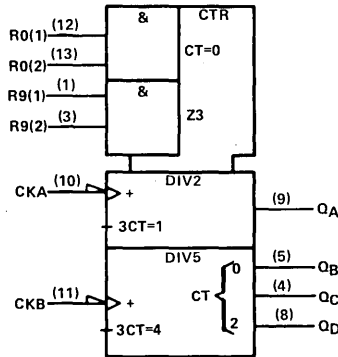 & CTR
R0(1) (12)
CT=0
R0(2) (13)
R9(1) (1)
&
R9(2) (3)
Z3
DIV2
CKA (10) +
(9) QA
3CT=1
DIV5
0 (5) QB
CKB (11) +
CT (4) QC
3CT=4
2 (8) QD